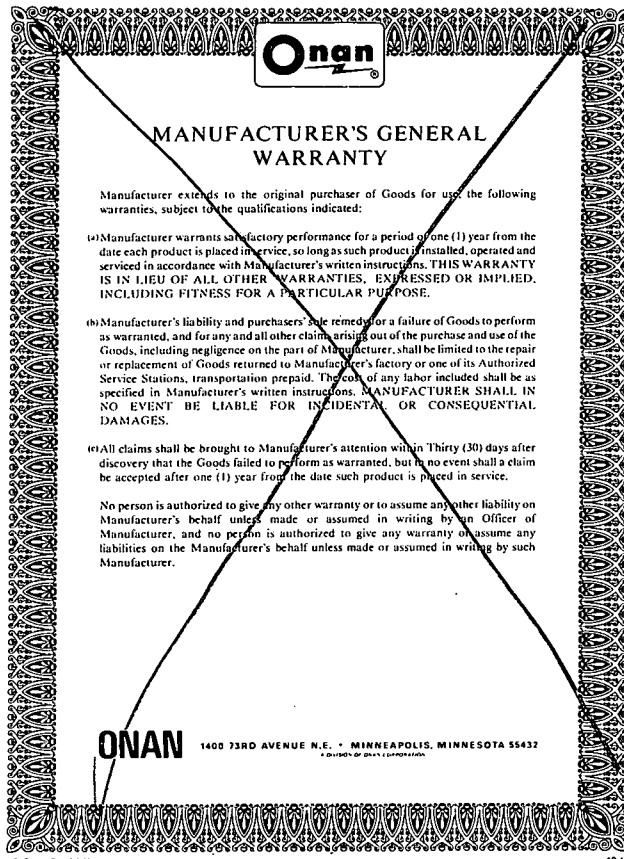 Onan
®
MANUFACTURER'S GENERAL
WARRANTY
Manufacturer extends to the original purchaser of Goods for use, the following
warranties, subject to the qualifications indicated:
(a) Manufacturer warrants satisfactory performance for a period of one (1) year from the
date each product is placed in service, so long as such product is installed, operated and
serviced in accordance with Manufacturer's written instructions. THIS WARRANTY
IS IN LIEU OF ALL OTHER WARRANTIES, EXPRESSED OR IMPLIED,
INCLUDING FITNESS FOR A PARTICULAR PURPOSE.
(b) Manufacturer's liability and purchasers' sole remedy for a failure of Goods to perform
as warranted, and for any and all other claims arising out of the purchase and use of the
Goods, including negligence on the part of Manufacturer, shall be limited to the repair
or replacement of Goods returned to Manufacturer's factory or one of its Authorized
Service Stations, transportation prepaid. The cost of any labor included shall be as
specified in Manufacturer's written instructions. MANUFACTURER SHALL IN
NO EVENT BE LIABLE FOR INCIDENTAL OR CONSEQUENTIAL
DAMAGES.
(c) All claims shall be brought to Manufacturer's attention within Thirty (30) days after
discovery that the Goods failed to perform as warranted, but in no event shall a claim
be accepted after one (1) year from the date such product is placed in service.
No person is authorized to give any other warranty or to assume any other liability on
Manufacturer's behalf unless made or assumed in writing by an Officer of
Manufacturer, and no person is authorized to give any warranty or assume any
liabilities on the Manufacturer's behalf unless made or assumed in writing by such
Manufacturer.
ONAN 1400 73RD AVENUE N.E. • MINNEAPOLIS, MINNESOTA 55432
A DIVISION OF ONAN CORPORATION